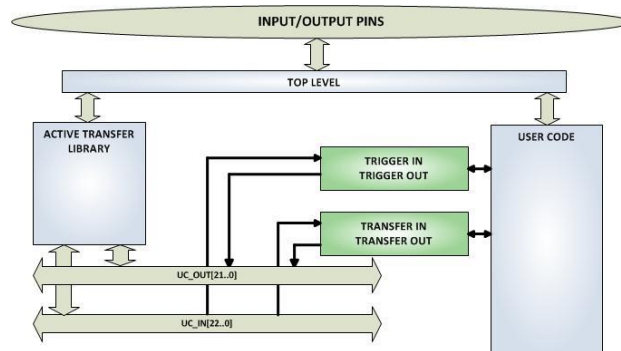 INPUT/OUTPUT PINS
TOP LEVEL
ACTIVE TRANSFER
LIBRARY
USER CODE
TRIGGER IN
TRIGGER OUT
TRANSFER IN
TRANSFER OUT
UC_OUT[21..0]
UC_IN[22..0]